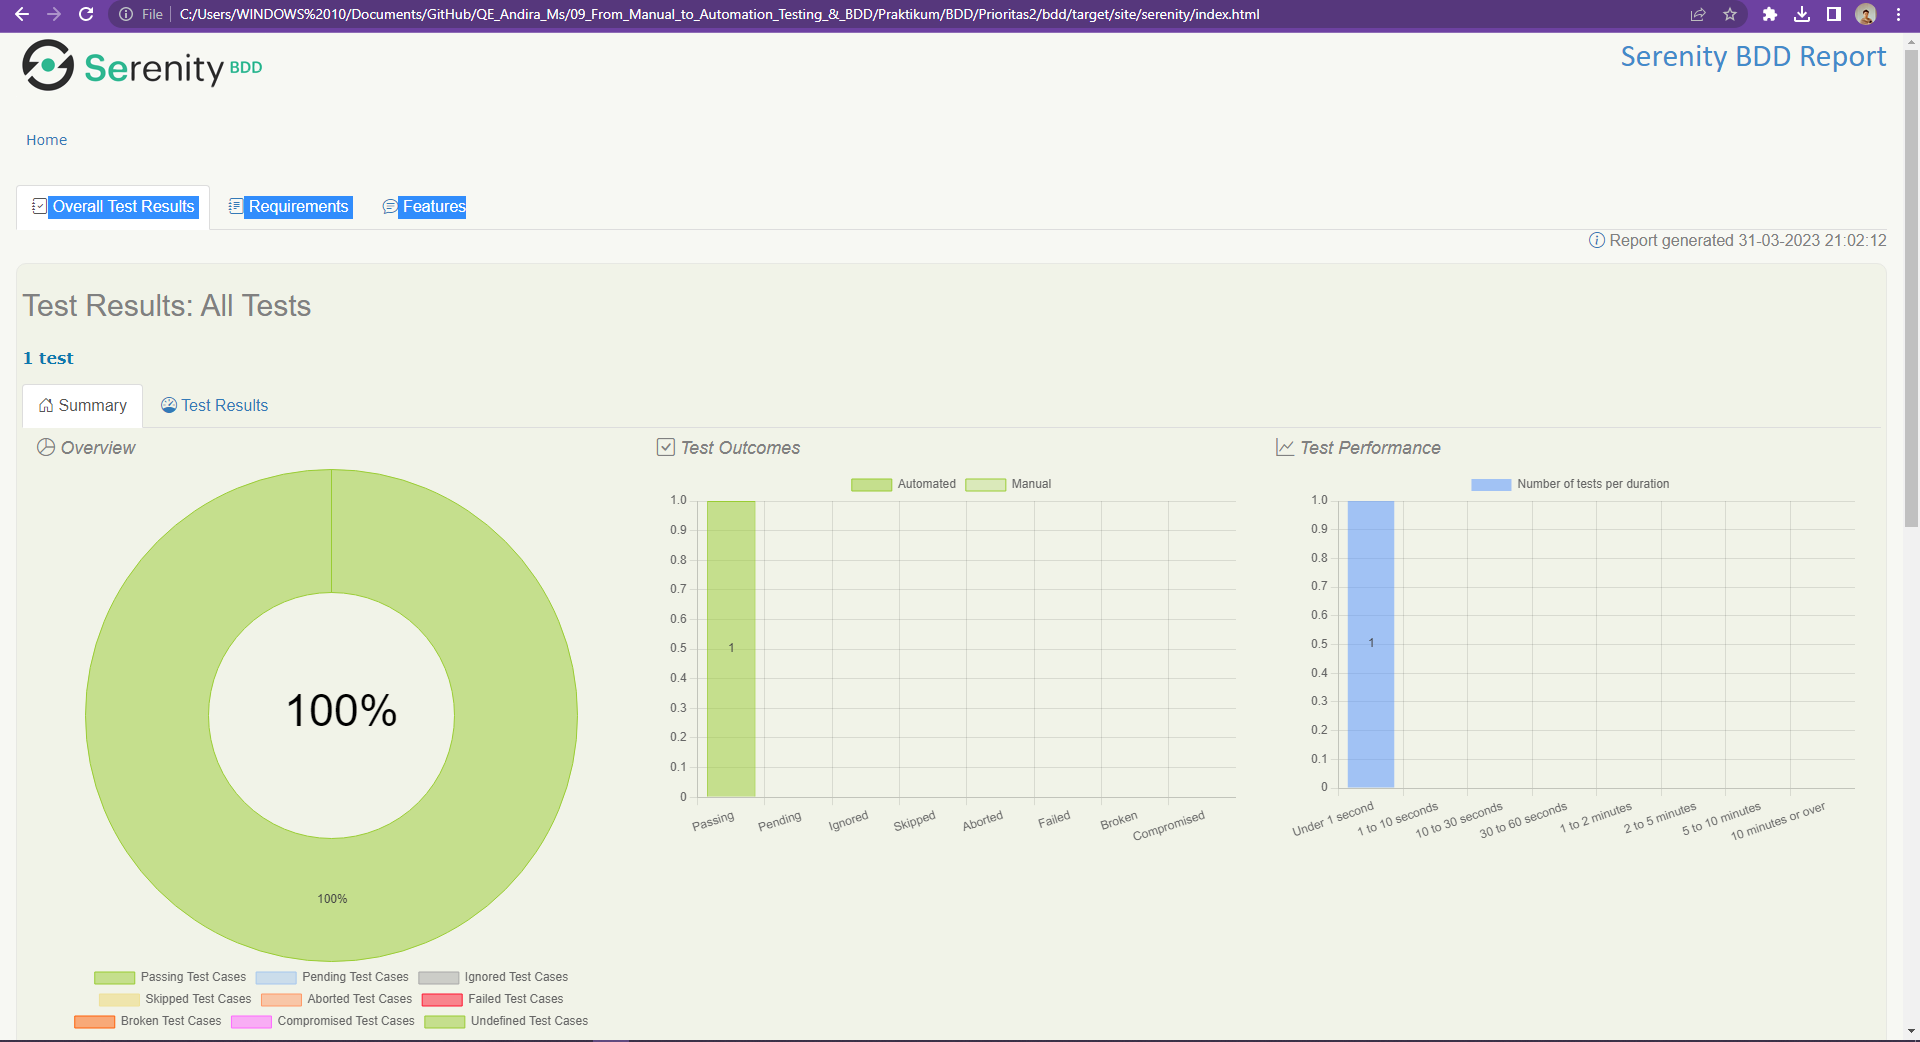 File C:/Users/WINDOWS%2010/Documents/GitHub/QE_Andira_Ms/09_From_Manual_to_Automation_Testing_&_BDD/Praktikum/BDD/Prioritas2/bdd/target/site/serenity/index.html
Serenity BDD
Serenity BDD Report
Home
Overall Test Results Requirements Features
Report generated 31-03-2023 21:02:12
Test Results: All Tests
1 test
Summary Test Results
Overview
100%
100%
Passing Test Cases Pending Test Cases Ignored Test Cases
Skipped Test Cases Aborted Test Cases Failed Test Cases
Broken Test Cases Compromised Test Cases Undefined Test Cases
Test Outcomes
Automated Manual
1.0
0.9
0.8
0.7
0.6
0.5
0.4
0.3
0.2
0.1
0
1
Passing Pending Ignored Skipped Aborted Failed Broken Compromised
Test Performance
Number of tests per duration
1.0
0.9
0.8
0.7
0.6
0.5
0.4
0.3
0.2
0.1
0
1
Under 1 second 1 to 10 seconds 10 to 30 seconds 30 to 60 seconds 1 to 2 minutes 2 to 5 minutes 5 to 10 minutes 10 minutes or over